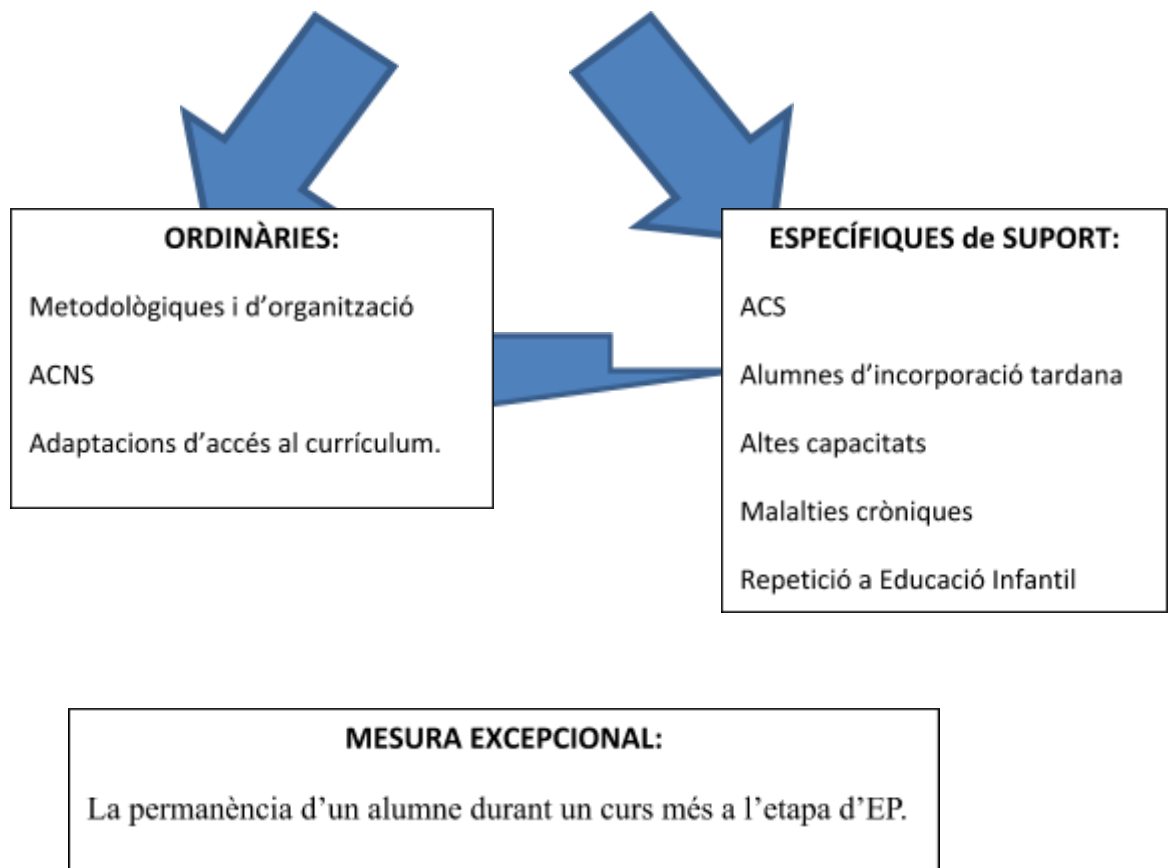 ORDINÀRIES:
Metodològiques i d’organització
ACNS
Adaptacions d’accés al currículum.
ESPECÍFIQUES de SUPORT:
ACS
Alumnes d’incorporació tardana
Altes capacitats
Malalties cròniques
Repetició a Educació Infantil
MESURA EXCEPCIONAL:
La permanència d’un alumne durant un curs més a l’etapa d’EP.